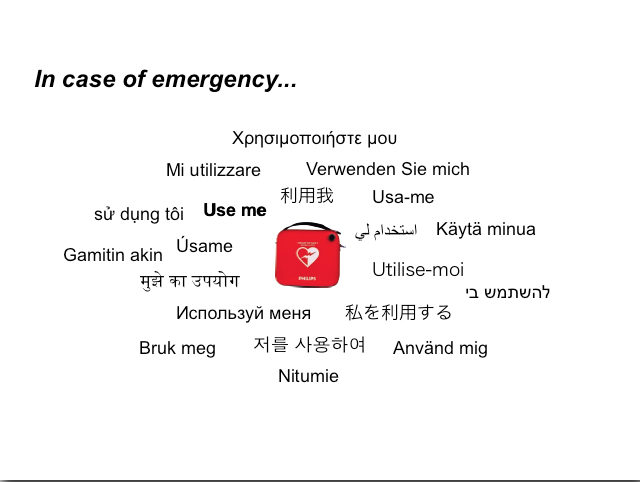 In case of emergency...
Χρησιμοποιήστε μου
Mi utilizzare
Verwenden Sie mich
利用我
Usa-me
sử dụng tôi
Use me
استخدام لي
Käytä minua
Gamitin akin
Úsame
Utilise-moi
मुझे का उपयोग
להשתמש בי
PHILIPS
Используй меня
私を利用する
Bruk meg
저를 사용하여
Använd mig
Nitumie